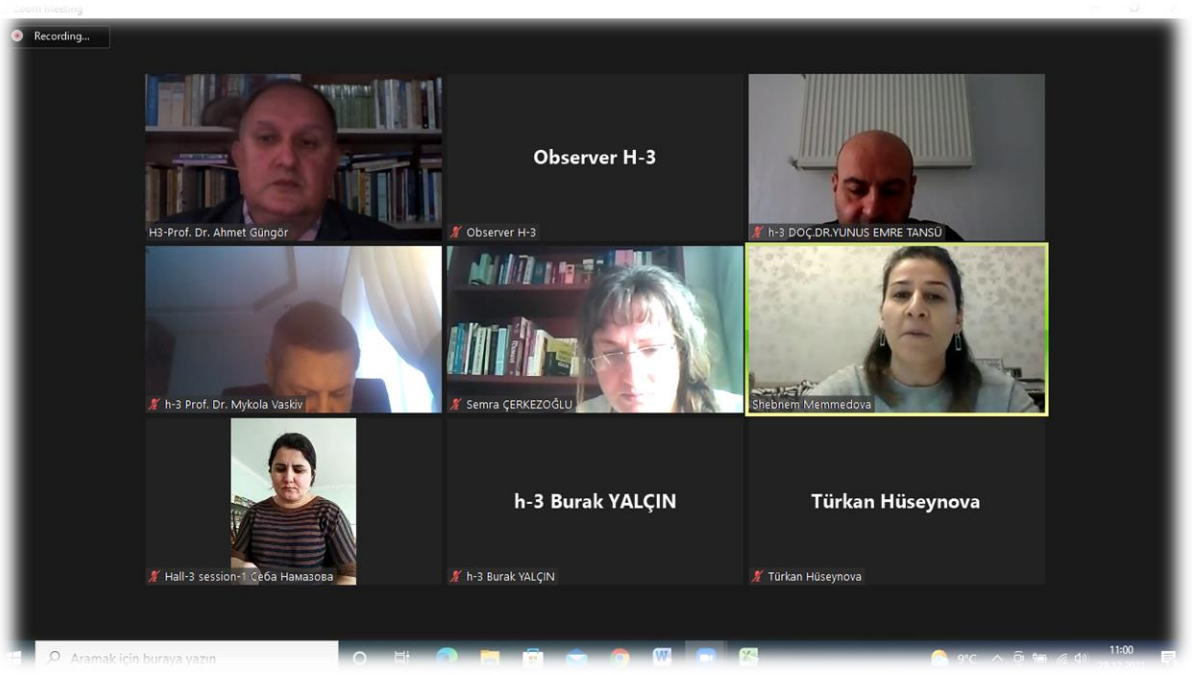 Zoom Meeting
Recording...
H3-Prof. Dr. Ahmet Güngör
Observer H-3
Observer H-3
h-3 DOÇ.DR.YUNUS EMRE TANSÜ
h-3 Prof. Dr. Mykola Vaskiv
Semra ÇERKEZOĞLU
Shebnem Memmedova
Hall-3 session-1 Себа Намазова
h-3 Burak YALÇIN
h-3 Burak YALÇIN
Türkan Hüseynova
Türkan Hüseynova
Aramak için buraya yazın
9°C
11:00